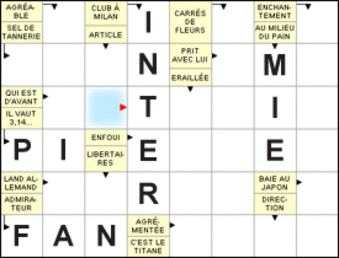 AGRÉA-
BLE
SEL DE
TANNERIE
CLUB À
MILAN
ARTICLE
I
CARRÉS
DE
FLEURS
ENCHAN-
TEMENT
AU MILIEU
DU PAIN
N
PRIT
AVEC LUI
ERAILLÉE
M
QUI EST
D'AVANT
IL VAUT
3,14...
T
I
P I
ENFOUI
LIBERTAI-
RES
E
E
LAND AL-
LEMAND
ADMIRA-
TEUR
R
BAIE AU
JAPON
DIREC-
TION
F A N
AGRÉ-
MENTÉE
C'EST LE
TITANE